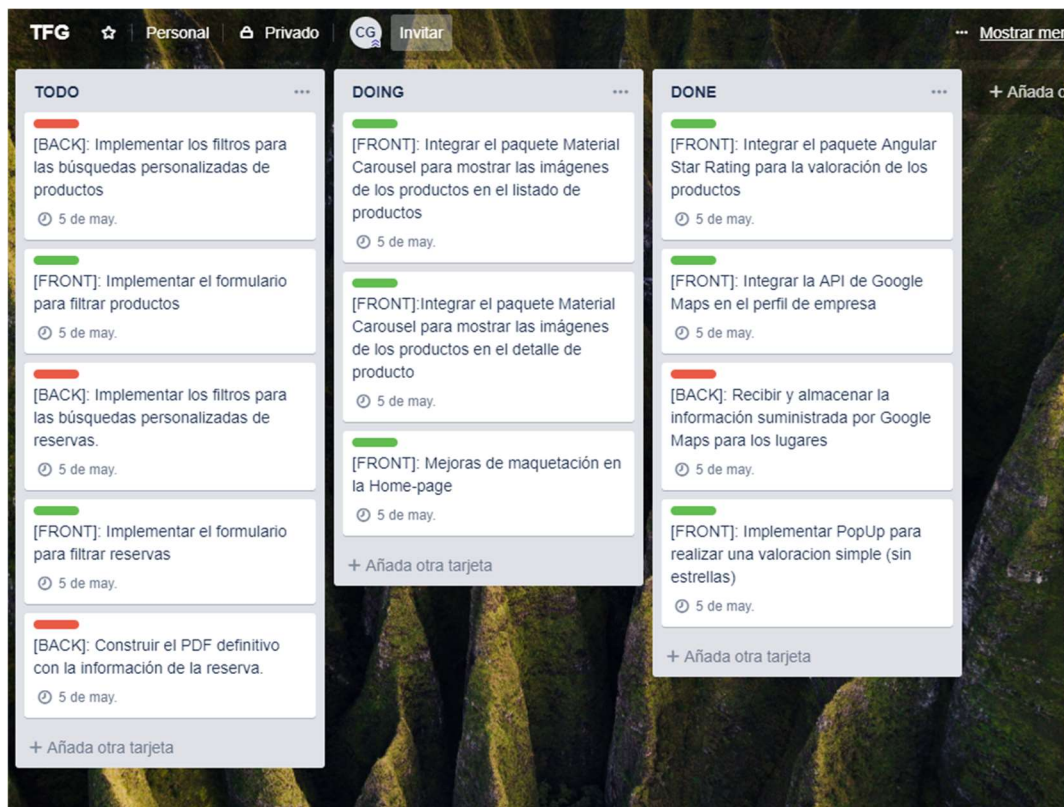 TFG Personal Privado CG Invitar ... Mostrar
+ Añada
TODO ...
[BACK]: Implementar los filtros para
las búsquedas personalizadas de
productos
5 de may.
[FRONT]: Implementar el formulario
para filtrar productos
5 de may.
[BACK]: Implementar los filtros para
las búsquedas personalizadas de
reservas.
5 de may.
[FRONT]: Implementar el formulario
para filtrar reservas
5 de may.
[BACK]: Construir el PDF definitivo
con la información de la reserva.
5 de may.
+ Añada otra tarjeta
DOING ...
[FRONT]: Integrar el paquete Material
Carousel para mostrar las imágenes
de los productos en el listado de
productos
5 de may.
[FRONT]:Integrar el paquete Material
Carousel para mostrar las imágenes
de los productos en el detalle de
producto
5 de may.
[FRONT]: Mejoras de maquetación en
la Home-page
5 de may.
+ Añada otra tarjeta
DONE ...
[FRONT]: Integrar el paquete Angular
Star Rating para la valoración de los
productos
5 de may.
[FRONT]: Integrar la API de Google
Maps en el perfil de empresa
5 de may.
[BACK]: Recibir y almacenar la
información suministrada por Google
Maps para los lugares
5 de may.
[FRONT]: Implementar PopUp para
realizar una valoracion simple (sin
estrellas)
5 de may.
+ Añada otra tarjeta